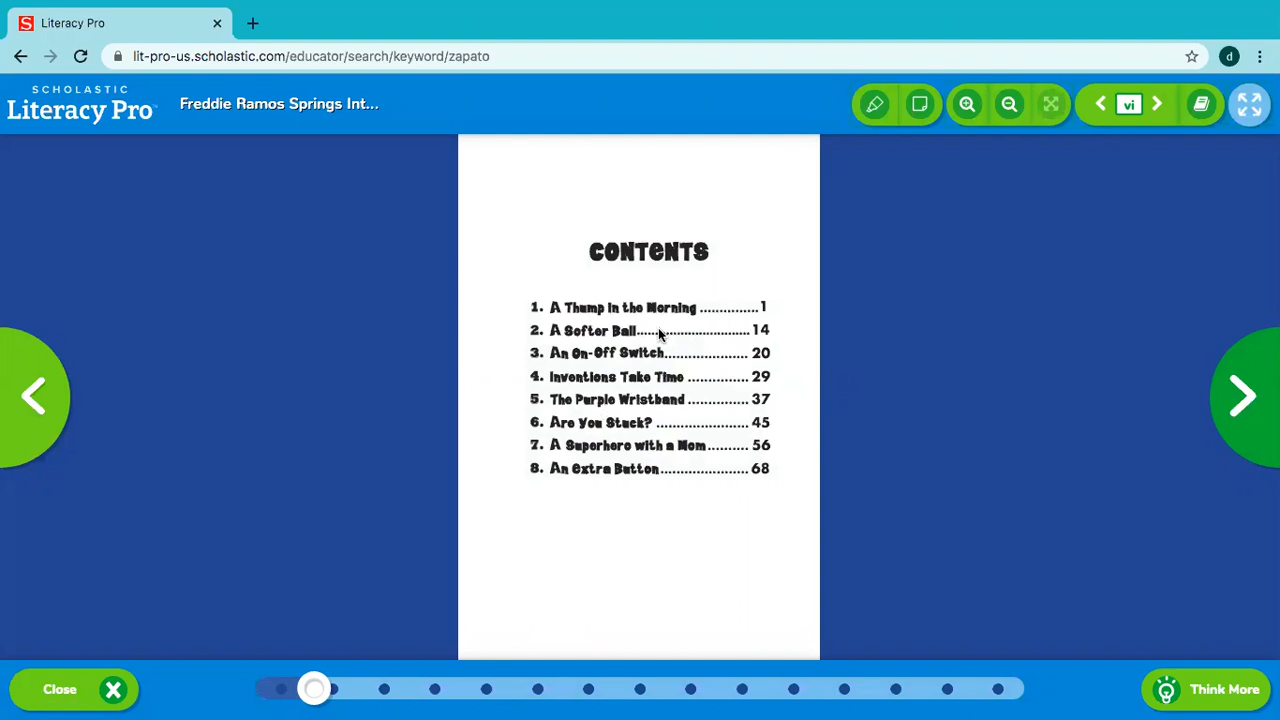 S Literacy Pro
lit-pro-us.scholastic.com/educator/search/keyword/zapato
d
SCHOLASTIC
Literacy Pro™
Freddie Ramos Springs Int...
vi
CONTENTS
1. A Thump in the Morning ............... 1
2. A Softer Ball........................... 14
3. An On-Off Switch..................... 20
4. Inventions Take Time ............... 29
5. The Purple Wristband ............... 37
6. Are You Stuck? ....................... 45
7. A Superhero with a Mom.......... 56
8. An Extra Button...................... 68
Close
Think More